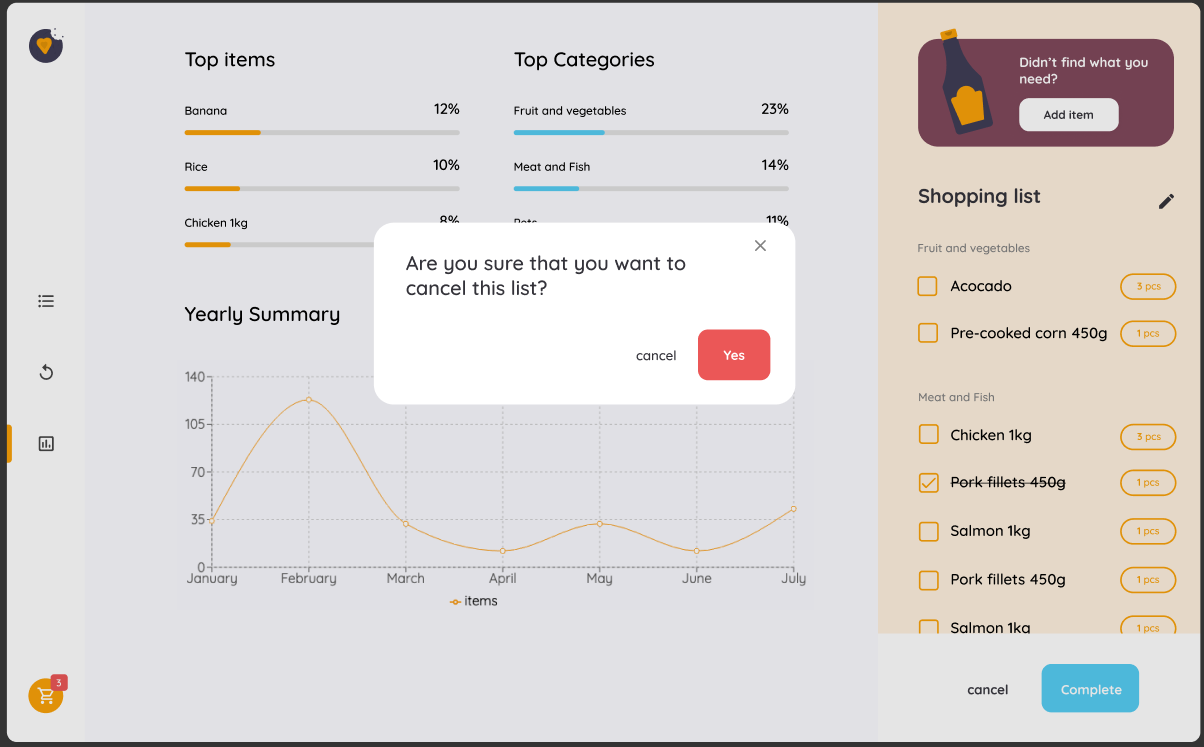 Top items
Banana 12%
Rice 10%
Chicken 1kg 8%
Top Categories
Fruit and vegetables 23%
Meat and Fish 14%
Pets 11%
Yearly Summary
140
105
70
35
0
January February March April May June July
items
Are you sure that you want to
cancel this list?
cancel Yes
Didn't find what you
need?
Add item
Shopping list
Fruit and vegetables
Acocado 3 pcs
Pre-cooked corn 450g 1 pcs
Meat and Fish
Chicken 1kg 3 pcs
Pork fillets 450g 1 pcs
Salmon 1kg 1 pcs
Pork fillets 450g 1 pcs
Salmon 1kg 1 pcs
cancel Complete
3